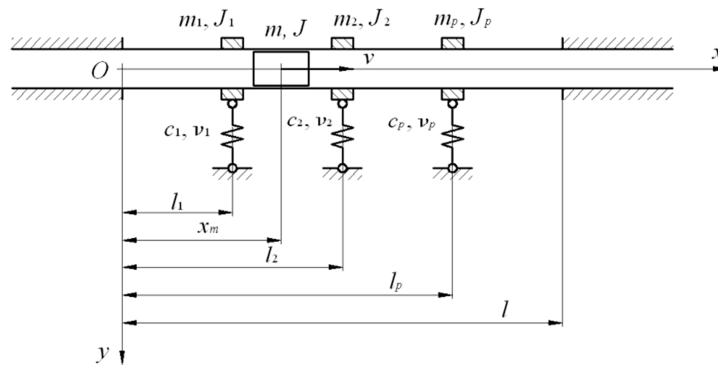 m₁, J₁
m, J
m₂, J₂
mₚ, Jₚ
O
v
x
c₁, ν₁
c₂, ν₂
cₚ, νₚ
l₁
xₘ
l₂
lₚ
l
y